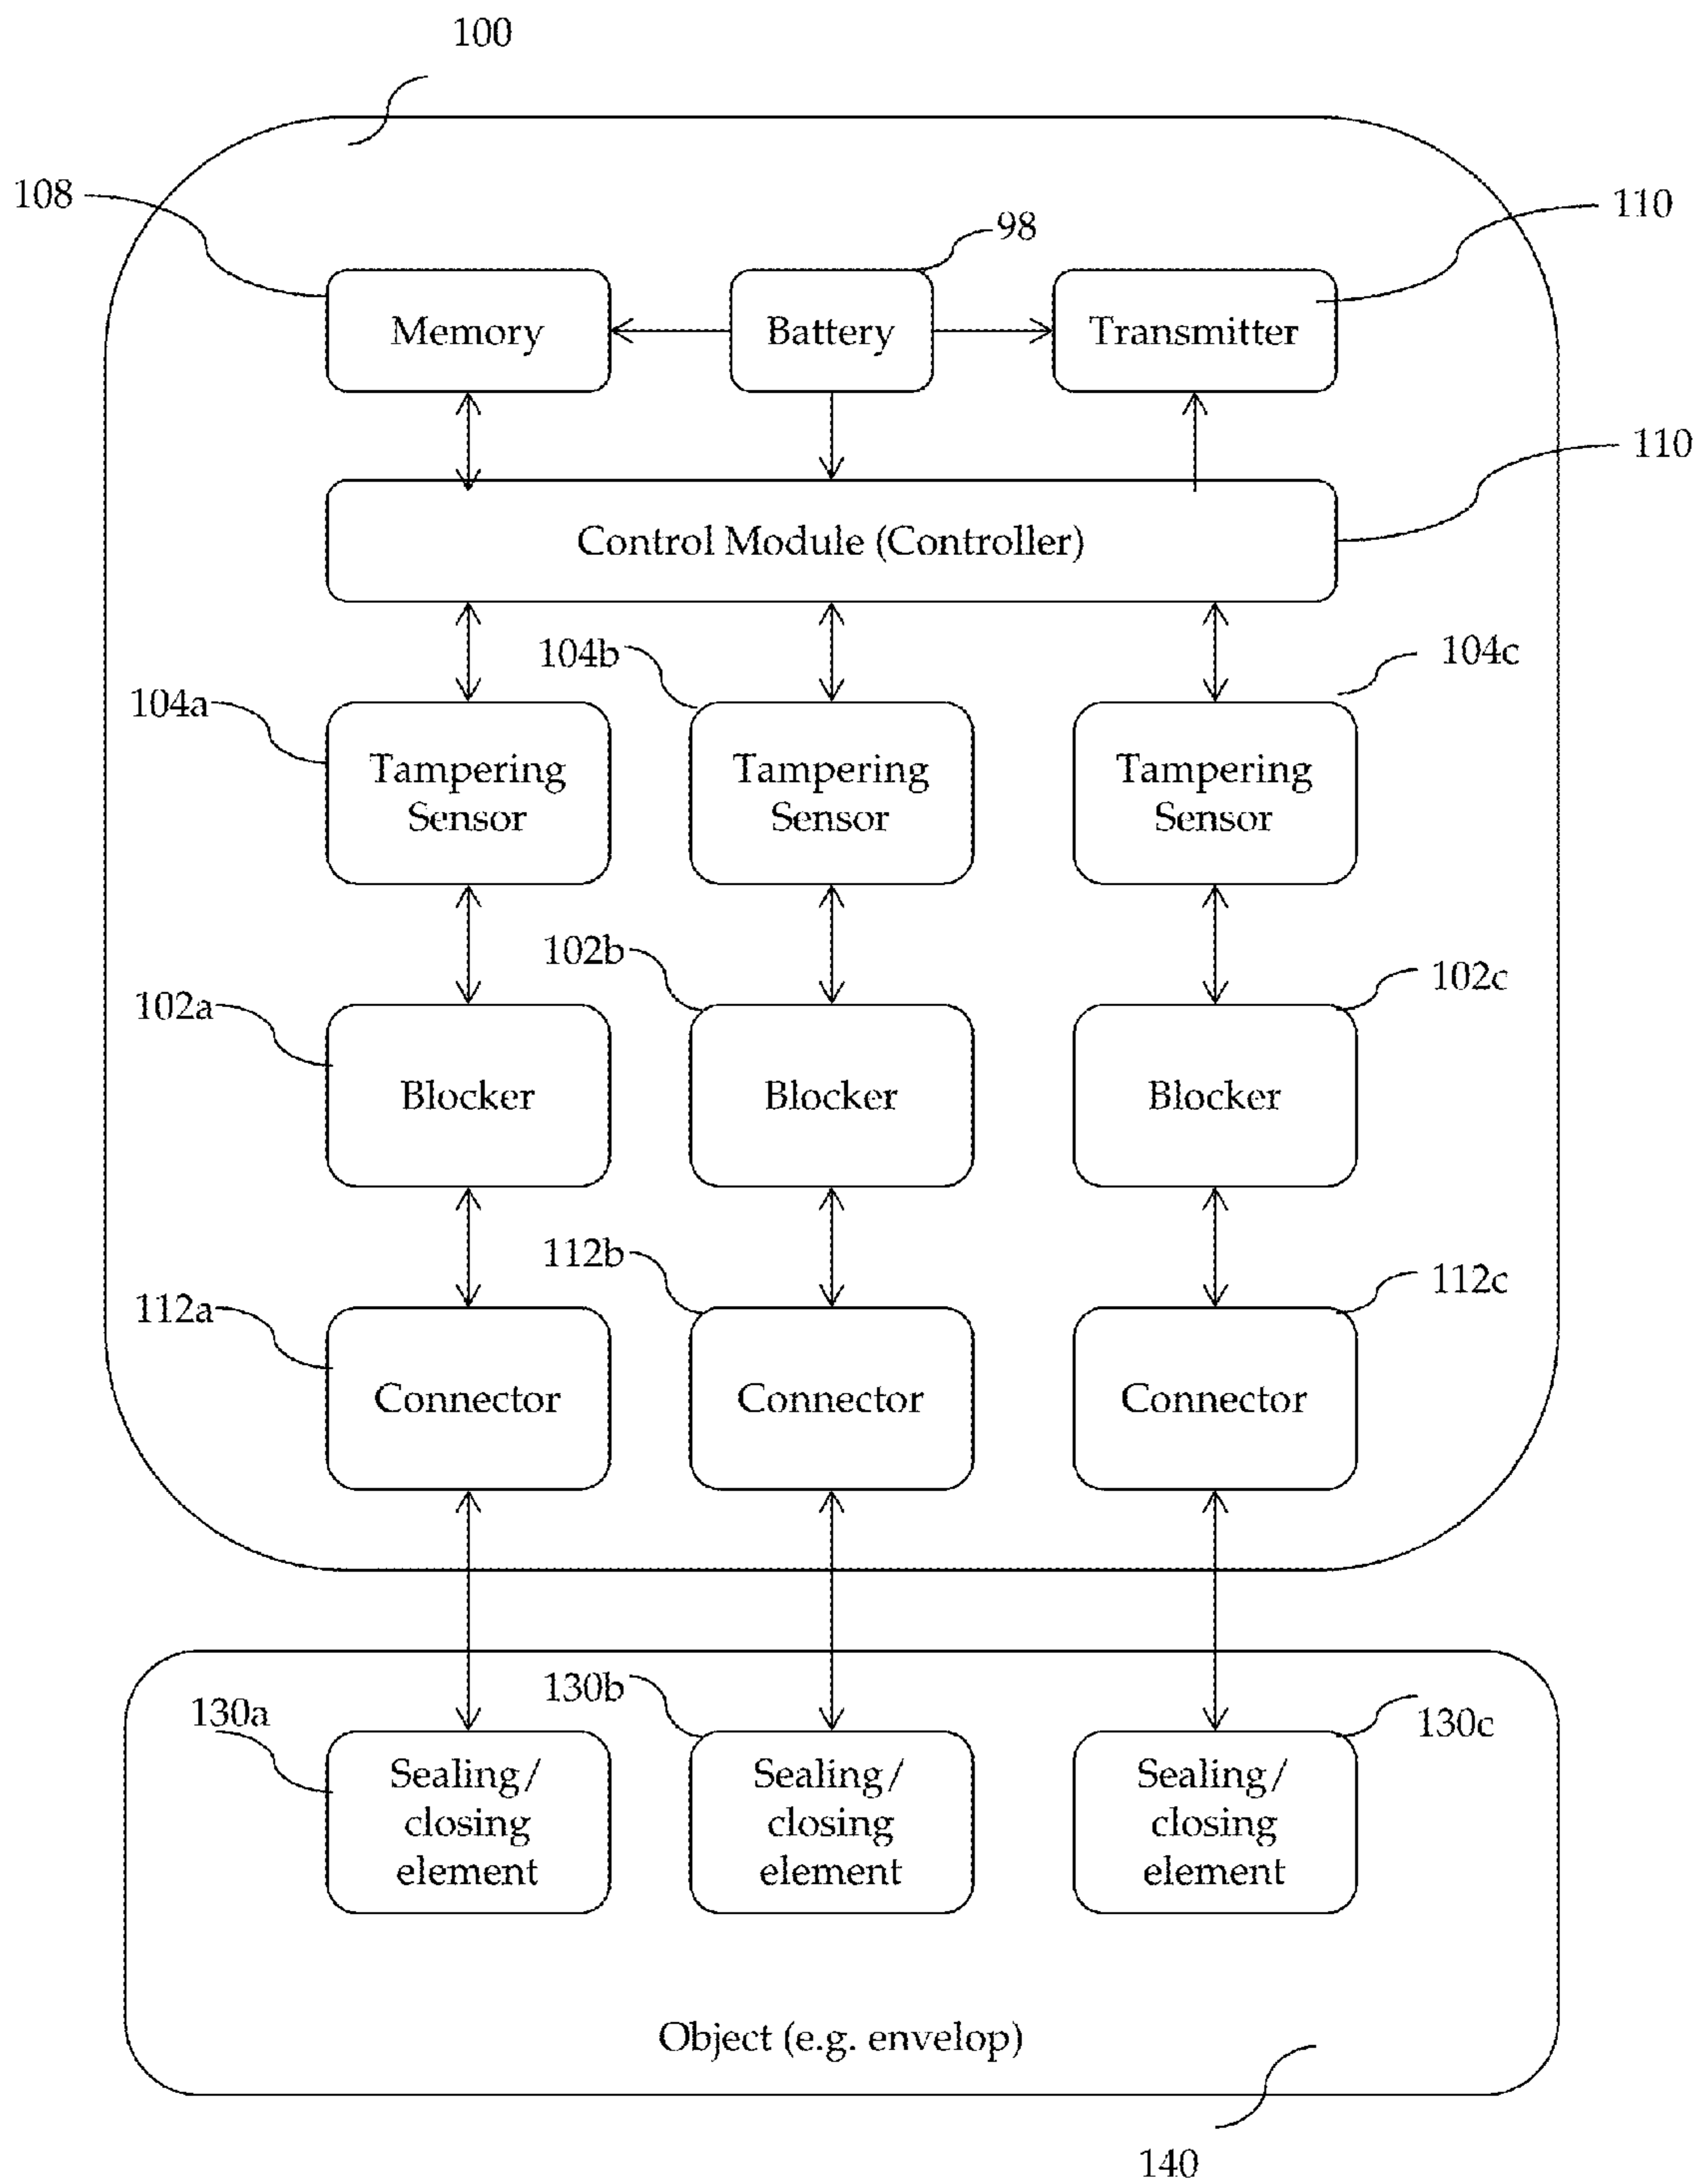 100
108
98
110
Memory
Battery
Transmitter
110
Control Module (Controller)
104a
104b
104c
Tampering
Sensor
Tampering
Sensor
Tampering
Sensor
102a
102b
102c
Blocker
Blocker
Blocker
112a
112b
112c
Connector
Connector
Connector
130a
130b
130c
Sealing/
closing
element
Sealing/
closing
element
Sealing/
closing
element
Object (e.g. envelop)
140